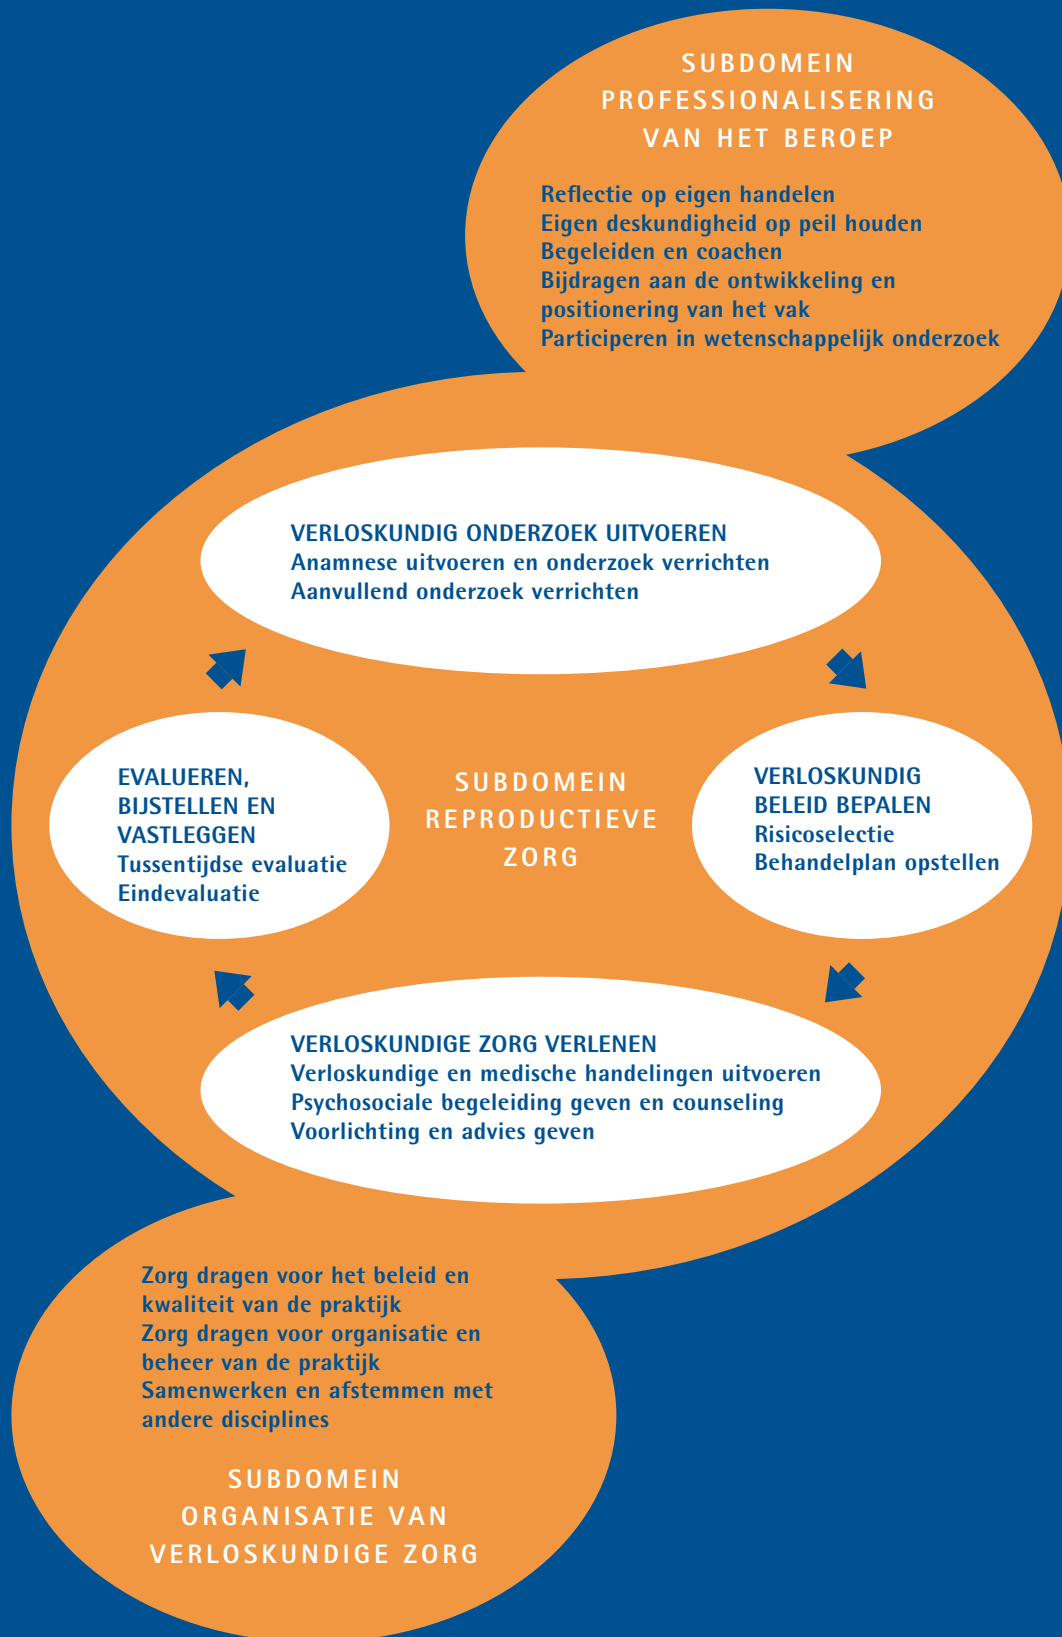 SUBDOMEIN
PROFESSIONALISERING
VAN HET BEROEP
Reflectie op eigen handelen
Eigen deskundigheid op peil houden
Begeleiden en coachen
Bijdragen aan de ontwikkeling en
positionering van het vak
Participeren in wetenschappelijk onderzoek
VERLOSKUNDIG ONDERZOEK UITVOEREN
Anamnese uitvoeren en onderzoek verrichten
Aanvullend onderzoek verrichten
EVALUEREN,
BIJSTELLEN EN
VASTLEGGEN
Tussentijdse evaluatie
Eindevaluatie
SUBDOMEIN
REPRODUCTIEVE
ZORG
VERLOSKUNDIG
BELEID BEPALEN
Risicoselectie
Behandelplan opstellen
VERLOSKUNDIGE ZORG VERLENEN
Verloskundige en medische handelingen uitvoeren
Psychosociale begeleiding geven en counseling
Voorlichting en advies geven
Zorg dragen voor het beleid en
kwaliteit van de praktijk
Zorg dragen voor organisatie en
beheer van de praktijk
Samenwerken en afstemmen met
andere disciplines
SUBDOMEIN
ORGANISATIE VAN
VERLOSKUNDIGE ZORG